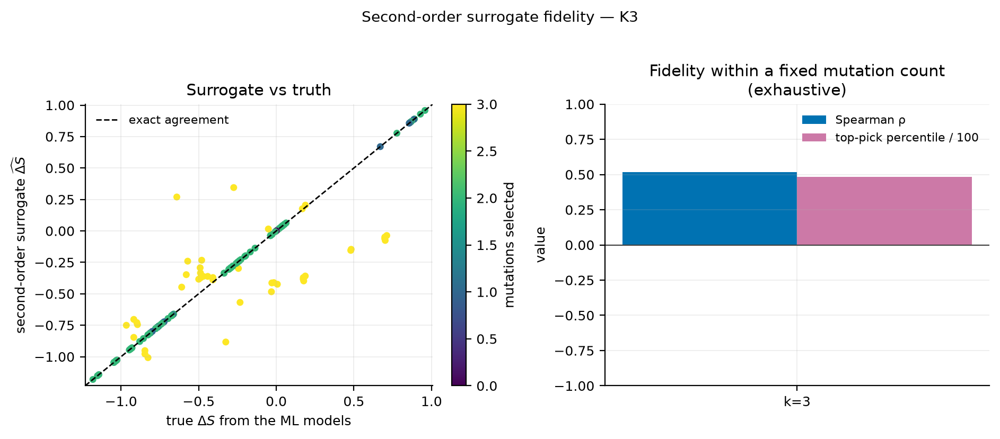 Second-order surrogate fidelity — K3
Surrogate vs truth
exact agreement
1.00
0.75
0.50
0.25
0.00
−0.25
−0.50
−0.75
−1.00
second-order surrogate ΔŜ
−1.0
−0.5
0.0
0.5
1.0
true ΔS from the ML models
3.0
2.5
2.0
1.5
1.0
0.5
0.0
mutations selected
Fidelity within a fixed mutation count
(exhaustive)
Spearman ρ
top-pick percentile / 100
1.00
0.75
0.50
0.25
0.00
−0.25
−0.50
−0.75
−1.00
value
k=3